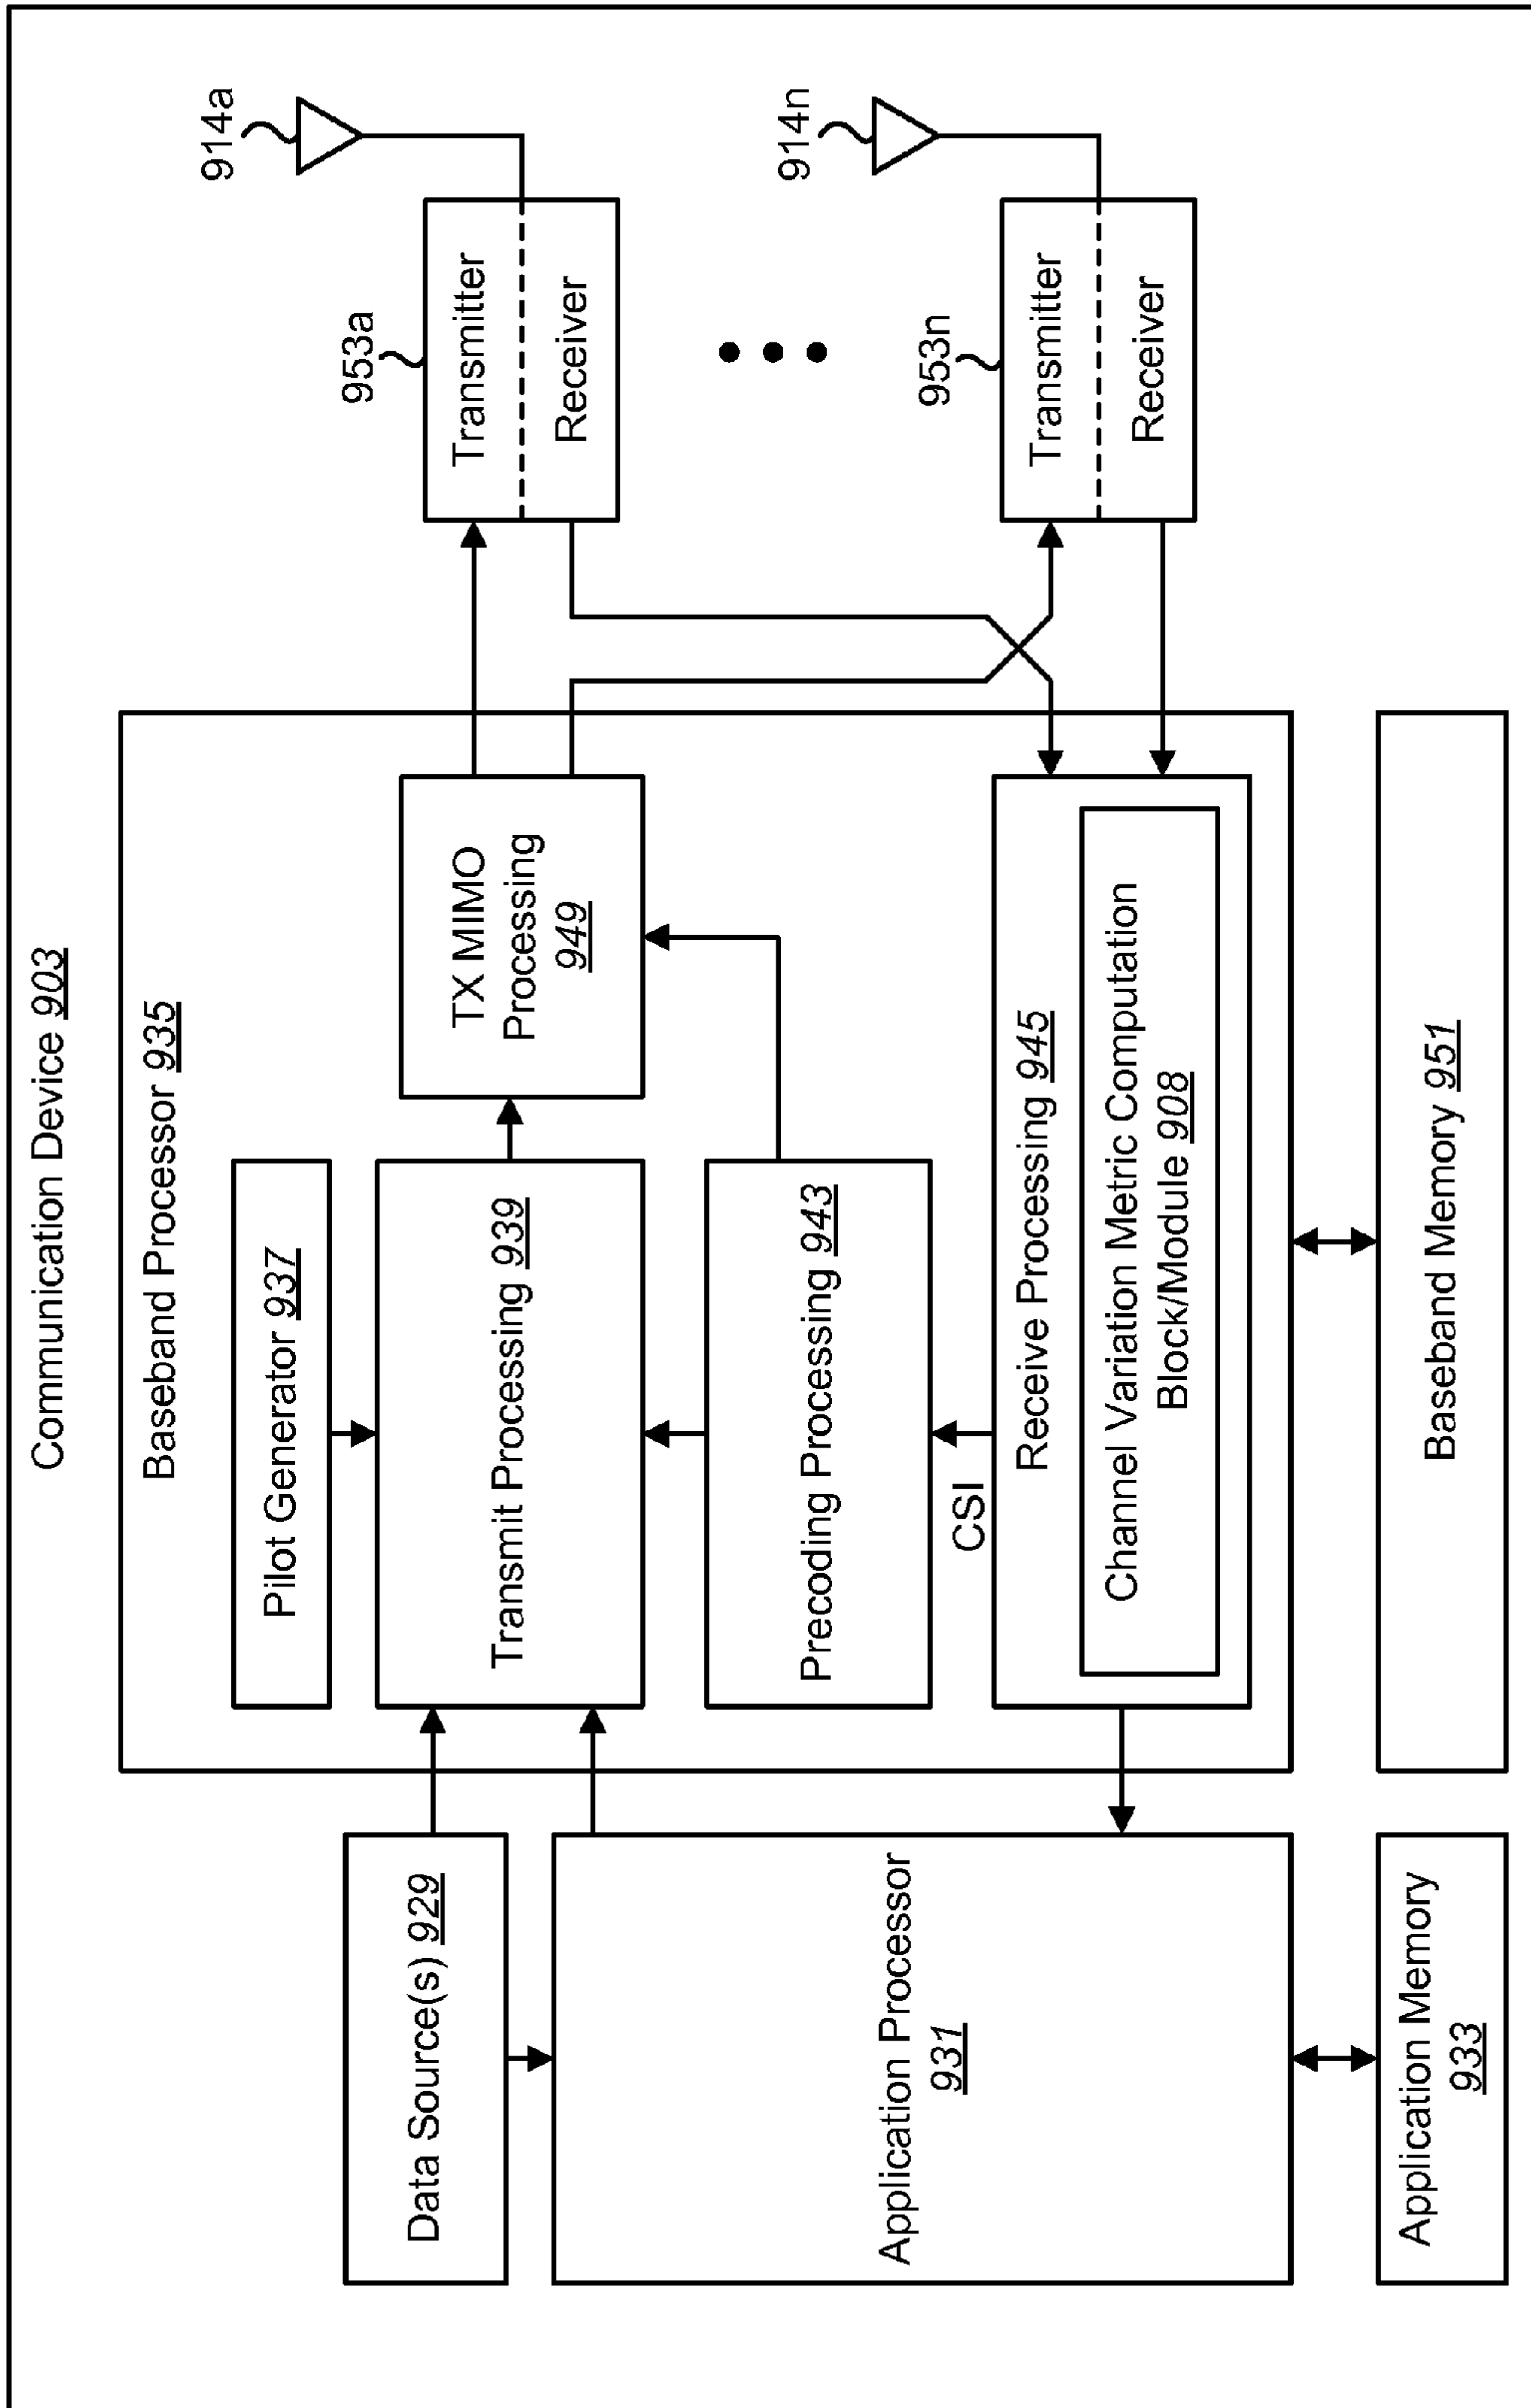 Communication Device 903
Baseband Processor 935
914a
Pilot Generator 937
953a
Data Source(s) 929
Transmit Processing 939
TX MIMO
Processing
949
Transmitter
Receiver
Application Processor
931
Precoding Processing 943
CSI
914n
953n
Receive Processing 945
Channel Variation Metric Computation
Block/Module 908
Transmitter
Receiver
Application Memory
933
Baseband Memory 951